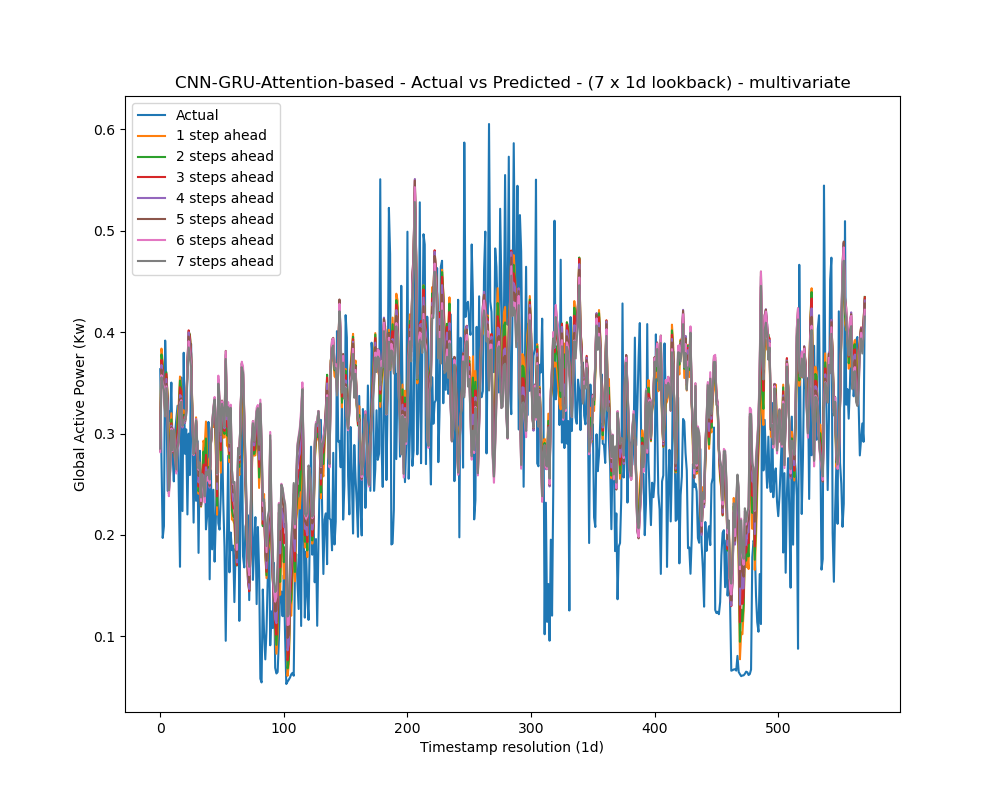 CNN-GRU-Attention-based - Actual vs Predicted - (7 x 1d lookback) - multivariate
Actual
1 step ahead
2 steps ahead
3 steps ahead
4 steps ahead
5 steps ahead
6 steps ahead
7 steps ahead
Global Active Power (Kw)
0.6
0.5
0.4
0.3
0.2
0.1
0 100 200 300 400 500
Timestamp resolution (1d)